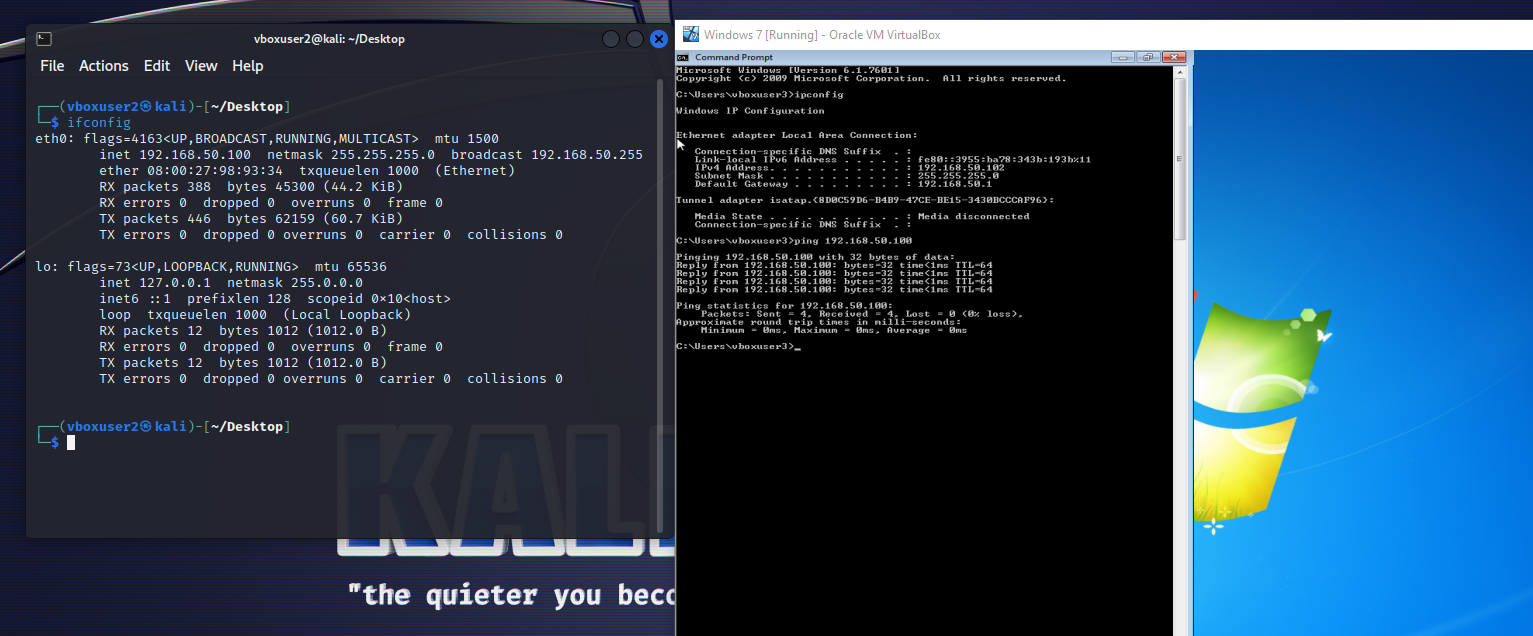 vboxuser2@kali: ~/Desktop
File Actions Edit View Help
┌──(vboxuser2㉿kali)-[~/Desktop]
└─$ ifconfig
eth0: flags=4163<UP,BROADCAST,RUNNING,MULTICAST> mtu 1500
inet 192.168.50.100 netmask 255.255.255.0 broadcast 192.168.50.255
ether 08:00:27:98:93:34 txqueuelen 1000 (Ethernet)
RX packets 388 bytes 45300 (44.2 KiB)
RX errors 0 dropped 0 overruns 0 frame 0
TX packets 446 bytes 62159 (60.7 KiB)
TX errors 0 dropped 0 overruns 0 carrier 0 collisions 0
lo: flags=73<UP,LOOPBACK,RUNNING> mtu 65536
inet 127.0.0.1 netmask 255.0.0.0
inet6 ::1 prefixlen 128 scopeid 0×10<host>
loop txqueuelen 1000 (Local Loopback)
RX packets 12 bytes 1012 (1012.0 B)
RX errors 0 dropped 0 overruns 0 frame 0
TX packets 12 bytes 1012 (1012.0 B)
TX errors 0 dropped 0 overruns 0 carrier 0 collisions 0
┌──(vboxuser2㉿kali)-[~/Desktop]
└─$
KALI
"the quieter you beco
Windows 7 [Running] - Oracle VM VirtualBox
Command Prompt
Microsoft Windows [Version 6.1.7601]
Copyright (c) 2009 Microsoft Corporation. All rights reserved.
C:\Users\vboxuser3>ipconfig
Windows IP Configuration
Ethernet adapter Local Area Connection:
Connection-specific DNS Suffix . :
Link-local IPv6 Address . . . . . : fe80::3955:ba78:343b:193b%11
IPv4 Address. . . . . . . . . . . : 192.168.50.102
Subnet Mask . . . . . . . . . . . : 255.255.255.0
Default Gateway . . . . . . . . . : 192.168.50.1
Tunnel adapter isatap.{8D0C59D6-B4B9-47CE-BE15-3430BCCCAF96}:
Media State . . . . . . . . . . . : Media disconnected
Connection-specific DNS Suffix . :
C:\Users\vboxuser3>ping 192.168.50.100
Pinging 192.168.50.100 with 32 bytes of data:
Reply from 192.168.50.100: bytes=32 time<1ms TTL=64
Reply from 192.168.50.100: bytes=32 time<1ms TTL=64
Reply from 192.168.50.100: bytes=32 time<1ms TTL=64
Reply from 192.168.50.100: bytes=32 time<1ms TTL=64
Ping statistics for 192.168.50.100:
Packets: Sent = 4, Received = 4, Lost = 0 (0% loss),
Approximate round trip times in milli-seconds:
Minimum = 0ms, Maximum = 0ms, Average = 0ms
C:\Users\vboxuser3>_